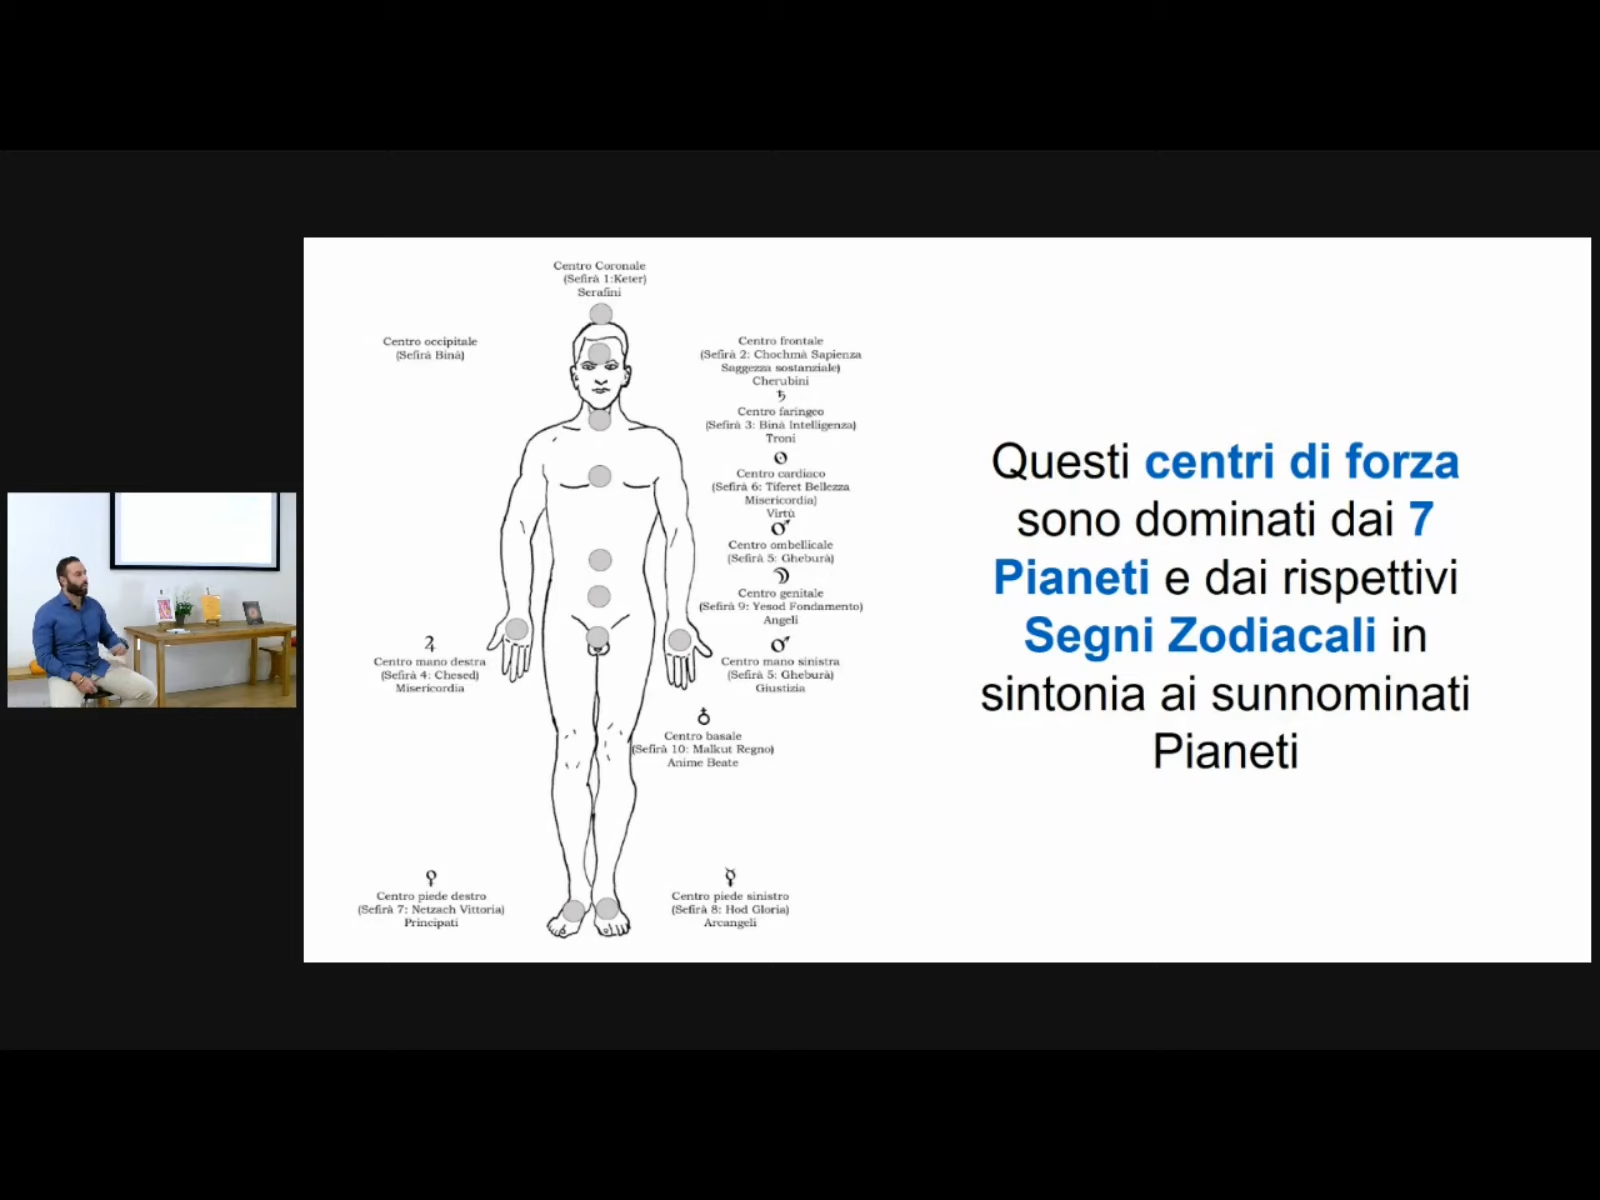 Centro Coronale
(Sefirà 1:Keter)
Serafini
Centro occipitale
(Sefirà Binà)
Centro frontale
(Sefirà 2: Chochmà Sapienza
Saggezza sostanziale)
Cherubini
♄
Centro faringeo
(Sefirà 3: Binà Intelligenza)
Troni
☉
Centro cardiaco
(Sefirà 6: Tiferet Bellezza
Misericordia)
Virtù
♂
Centro ombellicale
(Sefirà 5: Gheburà)
☽
Centro genitale
(Sefirà 9: Yesod Fondamento)
Angeli
♃
Centro mano destra
(Sefirà 4: Chesed)
Misericordia
♂
Centro mano sinistra
(Sefirà 5: Gheburà)
Giustizia
♁
Centro basale
(Sefirà 10: Malkut Regno)
Anime Beate
♀
Centro piede destro
(Sefirà 7: Netzach Vittoria)
Principati
☿
Centro piede sinistro
(Sefirà 8: Hod Gloria)
Arcangeli
Questi centri di forza
sono dominati dai 7
Pianeti e dai rispettivi
Segni Zodiacali in
sintonia ai sunnominati
Pianeti